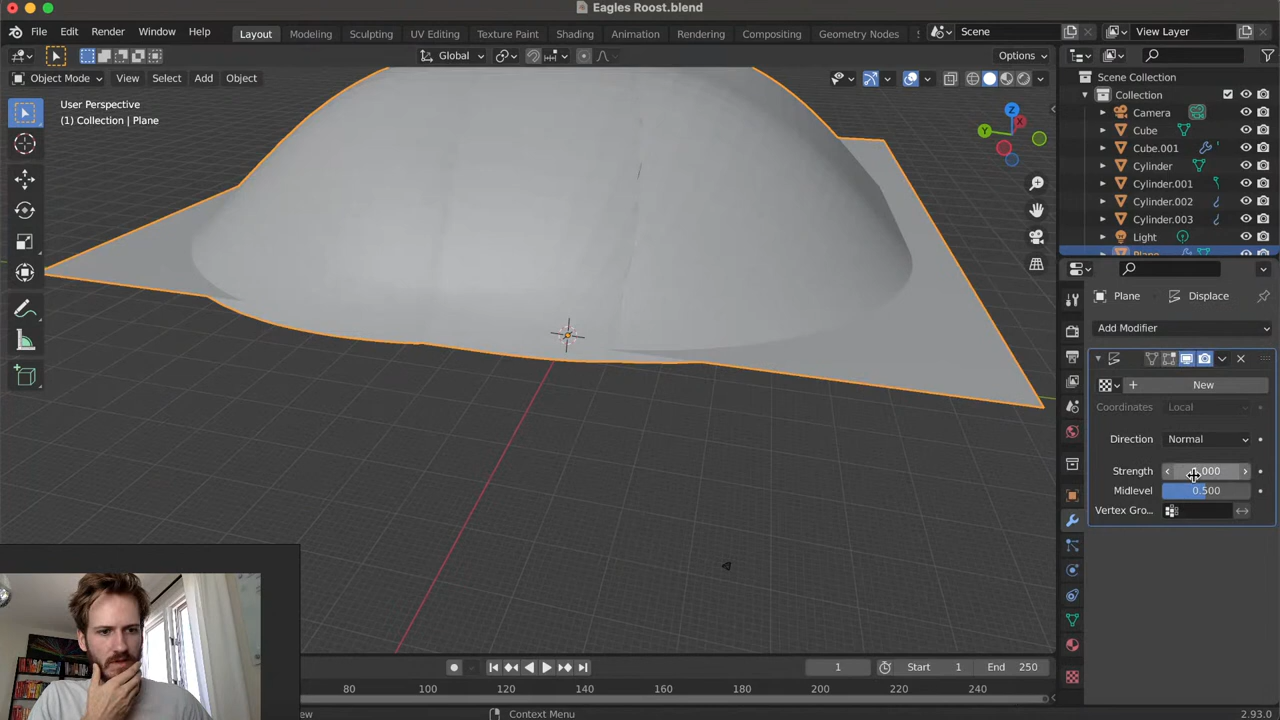 Eagles Roost.blend
File Edit Render Window Help Layout Modeling Sculpting UV Editing Texture Paint Shading Animation Rendering Compositing Geometry Nodes Scene View Layer
Global Options
Object Mode View Select Add Object
User Perspective
(1) Collection | Plane
Z
Y
X
Scene Collection
Collection
Camera
Cube
Cube.001
Cylinder
Cylinder.001
Cylinder.002
Cylinder.003
Light
Plane
Plane Displace
Add Modifier
New
Coordinates Local
Direction Normal
Strength
Midlevel 0.500
Vertex Gro...
1 Start 1 End 250
80 100 120 140 160 180 200 220 240
Context Menu 2.93.0